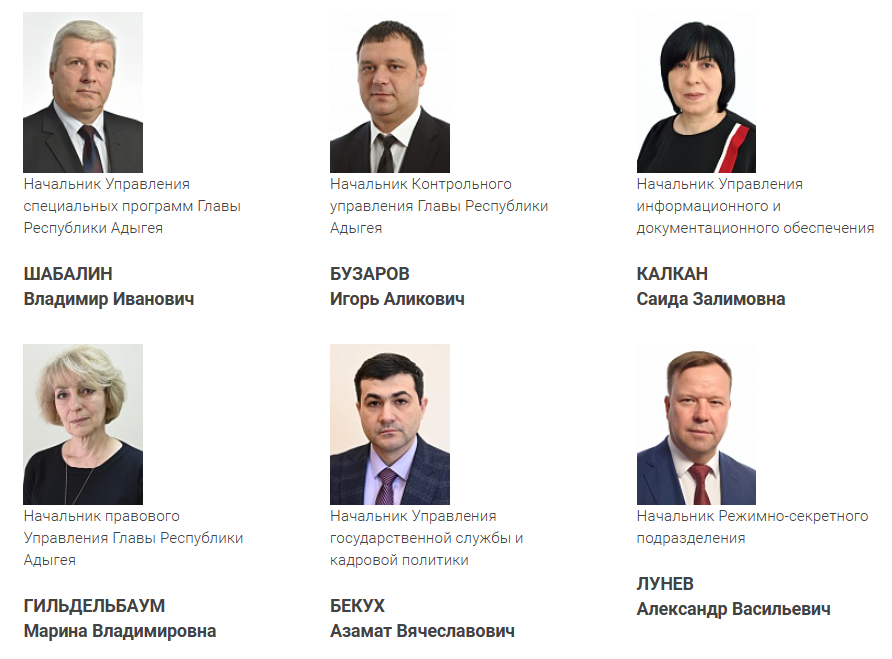 Начальник Управления
специальных программ Главы
Республики Адыгея
ШАБАЛИН
Владимир Иванович
Начальник Контрольного
управления Главы Республики
Адыгея
БУЗАРОВ
Игорь Аликович
Начальник Управления
информационного и
документационного обеспечения
КАЛКАН
Саида Залимовна
Начальник правового
Управления Главы Республики
Адыгея
ГИЛЬДЕЛЬБАУМ
Марина Владимировна
Начальник Управления
государственной службы и
кадровой политики
БЕКУХ
Азамат Вячеславович
Начальник Режимно-секретного
подразделения
ЛУНЕВ
Александр Васильевич